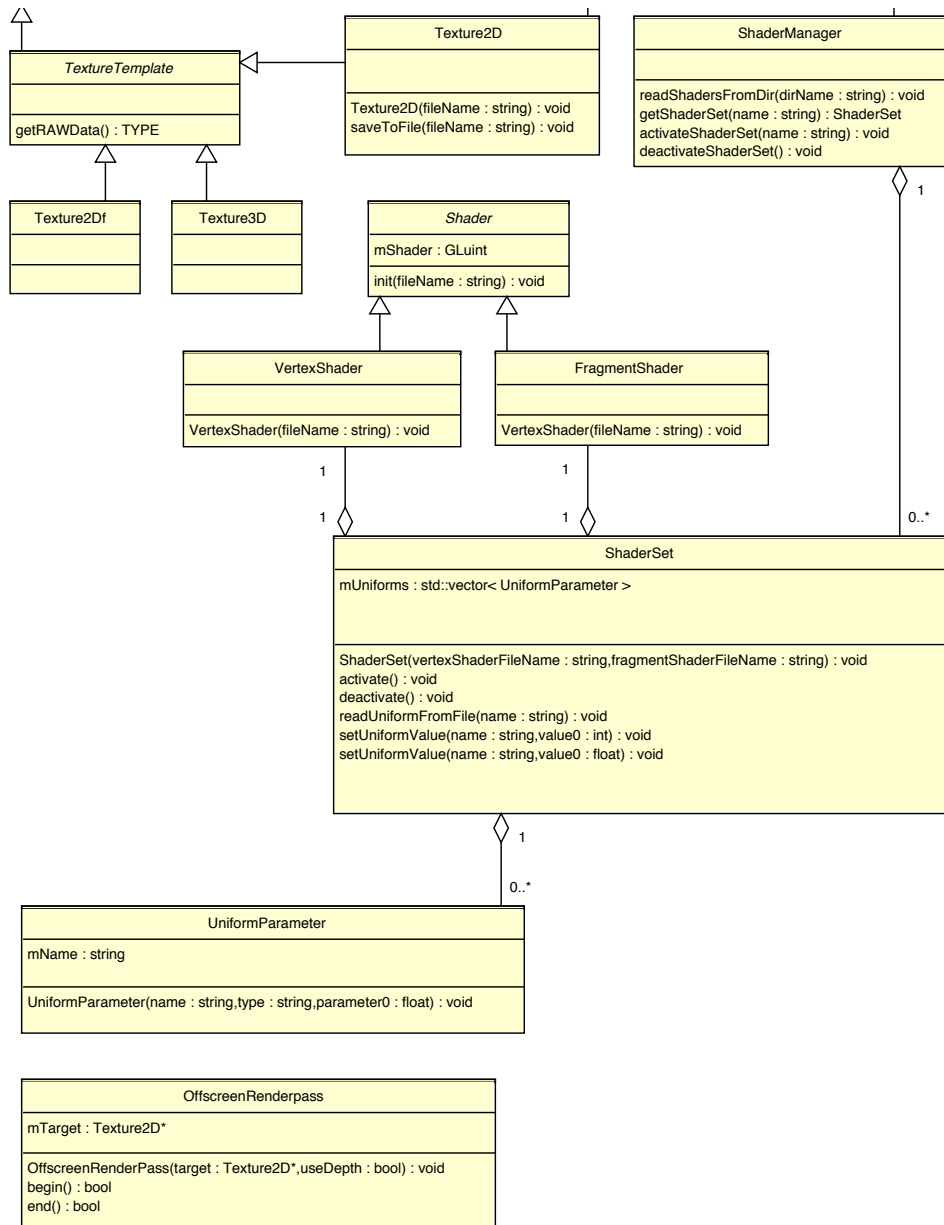 TextureTemplate
getRAWData() : TYPE
Texture2D
Texture2D(fileName : string) : void
saveToFile(fileName : string) : void
ShaderManager
readShadersFromDir(dirName : string) : void
getShaderSet(name : string) : ShaderSet
activateShaderSet(name : string) : void
deactivateShaderSet() : void
1
Texture2Df
Texture3D
Shader
mShader : GLuint
init(fileName : string) : void
VertexShader
VertexShader(fileName : string) : void
FragmentShader
VertexShader(fileName : string) : void
1
1
1
1
0..*
ShaderSet
mUniforms : std::vector< UniformParameter >
ShaderSet(vertexShaderFileName : string,fragmentShaderFileName : string) : void
activate() : void
deactivate() : void
readUniformFromFile(name : string) : void
setUniformValue(name : string,value0 : int) : void
setUniformValue(name : string,value0 : float) : void
1
0..*
UniformParameter
mName : string
UniformParameter(name : string,type : string,parameter0 : float) : void
OffscreenRenderpass
mTarget : Texture2D*
OffscreenRenderPass(target : Texture2D*,useDepth : bool) : void
begin() : bool
end() : bool